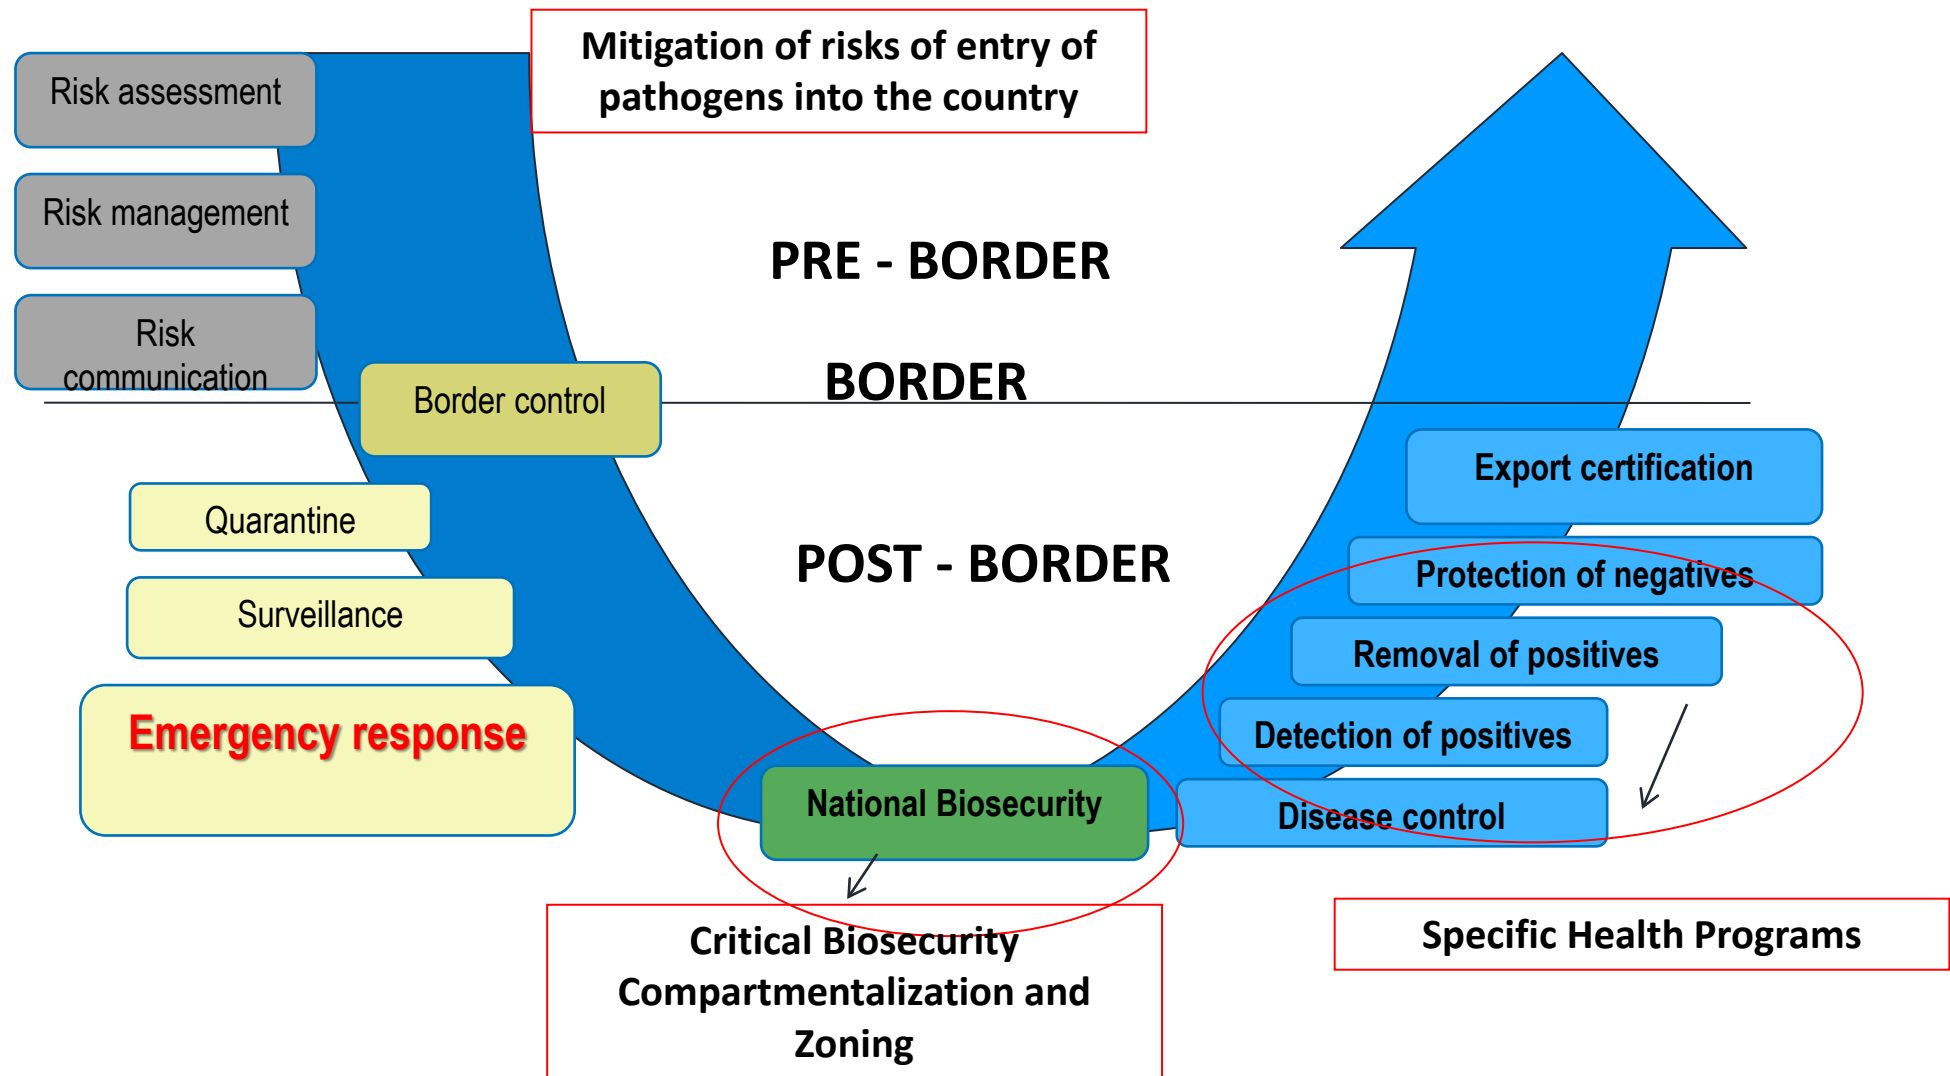 Mitigation of risks of entry of
pathogens into the country
Risk assessment
Risk management
Risk
communication
PRE - BORDER
BORDER
Border control
POST - BORDER
Quarantine
Surveillance
Emergency response
National Biosecurity
Export certification
Protection of negatives
Removal of positives
Detection of positives
Disease control
Critical Biosecurity
Compartmentalization and
Zoning
Specific Health Programs